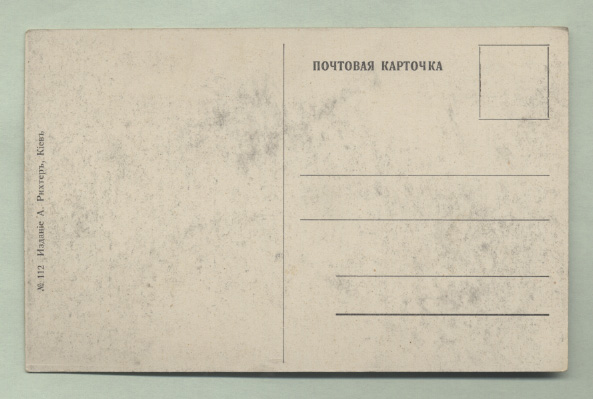 ПОЧТОВАЯ КАРТОЧКА
№ 112 Изданіе А. Рихтеръ, Кіевъ